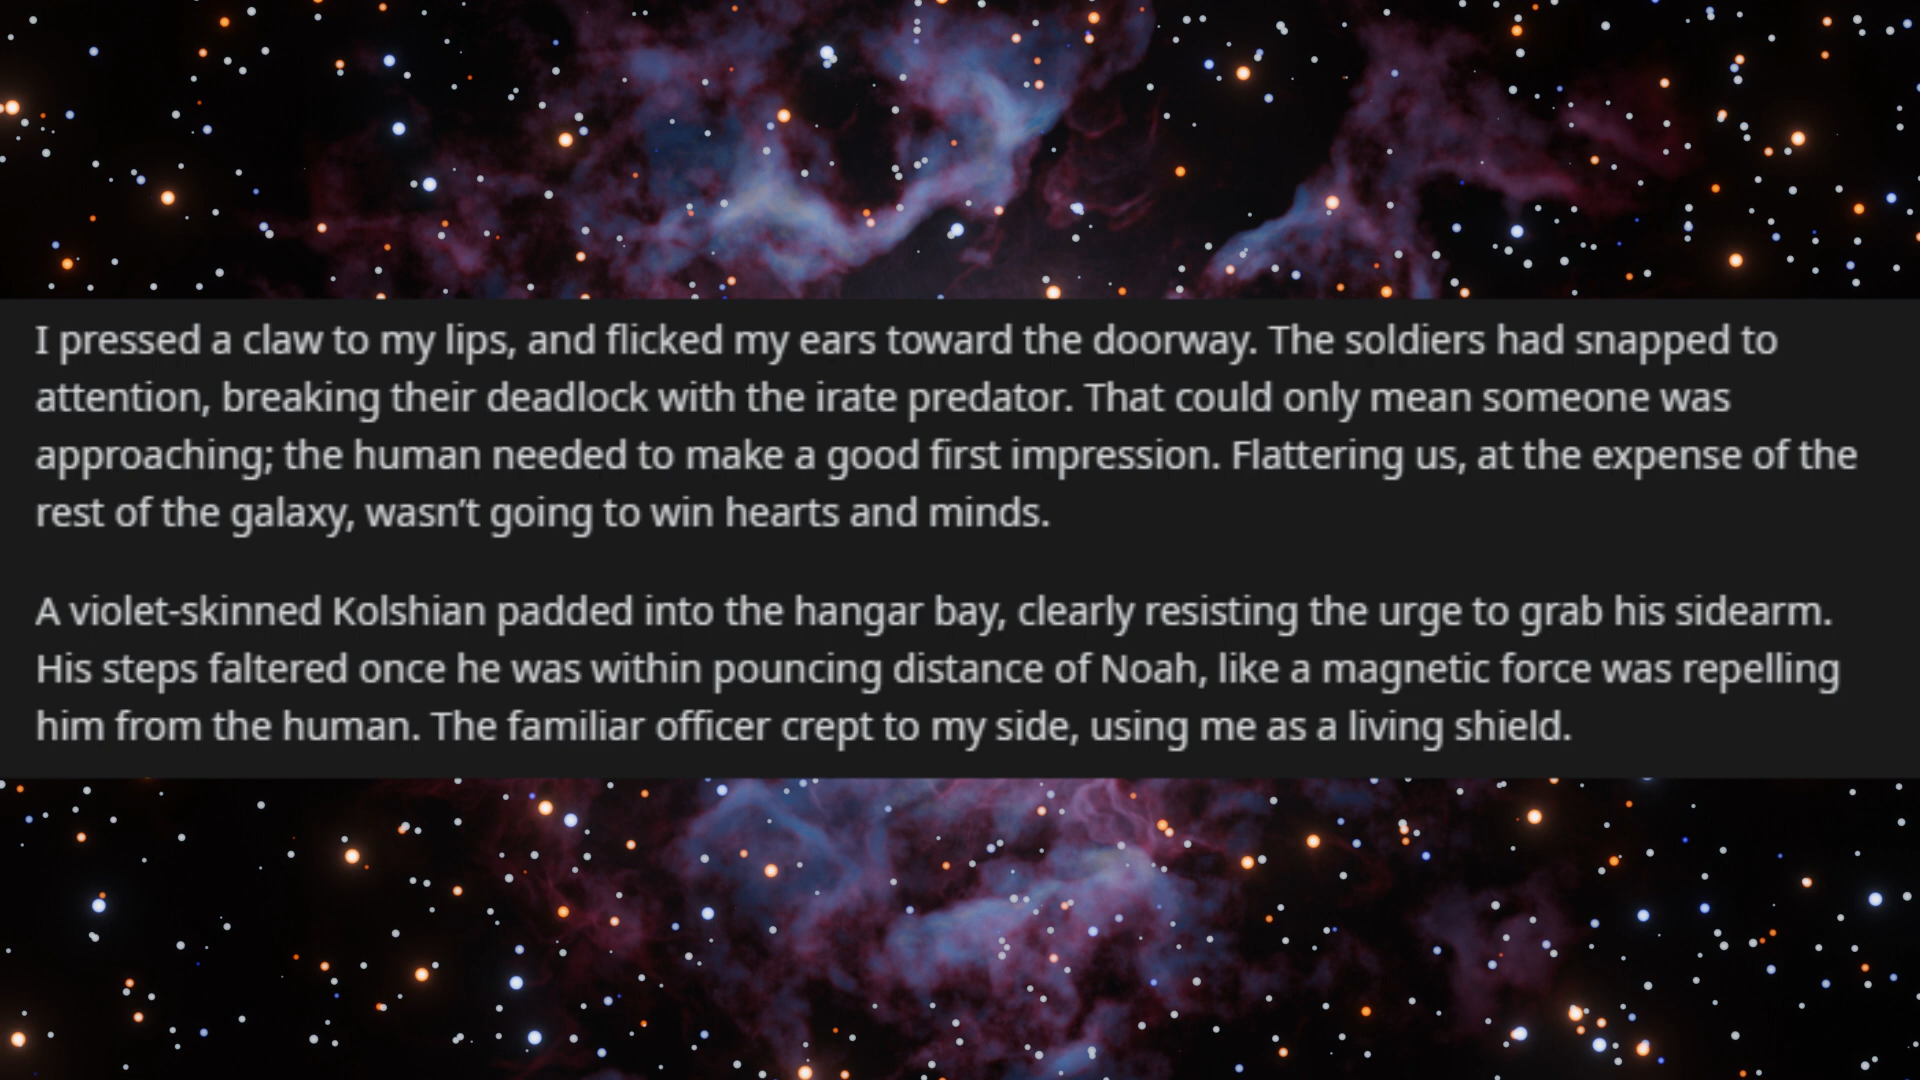 I pressed a claw to my lips, and flicked my ears toward the doorway. The soldiers had snapped to
attention, breaking their deadlock with the irate predator. That could only mean someone was
approaching; the human needed to make a good first impression. Flattering us, at the expense of the
rest of the galaxy, wasn’t going to win hearts and minds.
A violet-skinned Kolshian padded into the hangar bay, clearly resisting the urge to grab his sidearm.
His steps faltered once he was within pouncing distance of Noah, like a magnetic force was repelling
him from the human. The familiar officer crept to my side, using me as a living shield.